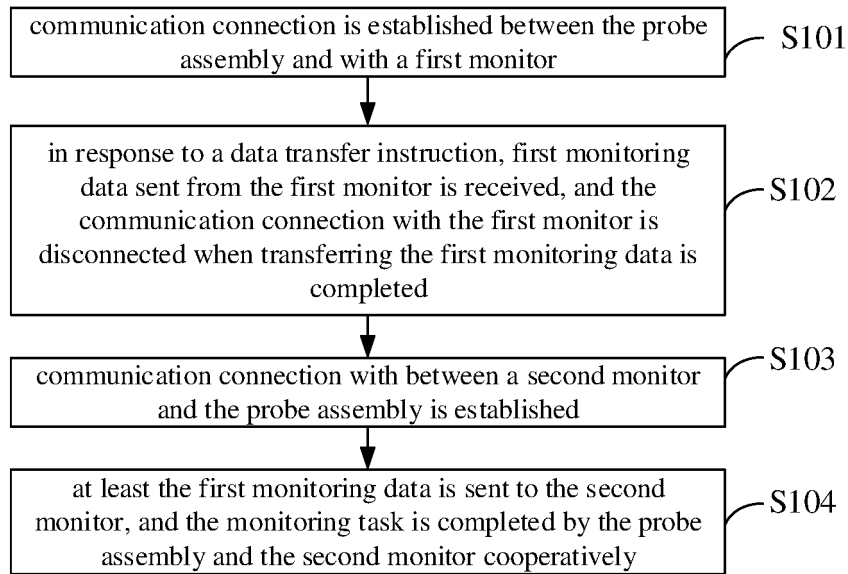 communication connection is established between the probe
assembly and with a first monitor
S101
in response to a data transfer instruction, first monitoring
data sent from the first monitor is received, and the
communication connection with the first monitor is
disconnected when transferring the first monitoring data is
completed
S102
communication connection with between a second monitor
and the probe assembly is established
S103
at least the first monitoring data is sent to the second
monitor, and the monitoring task is completed by the probe
assembly and the second monitor cooperatively
S104